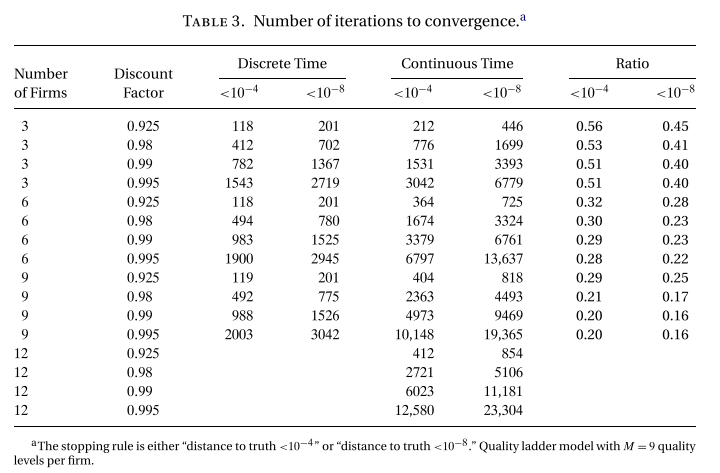 TABLE 3. Number of iterations to convergence.a
Discrete Time Continuous Time Ratio
Number of Firms Discount Factor <10−4 <10−8 <10−4 <10−8 <10−4 <10−8
3 0.925 118 201 212 446 0.56 0.45
3 0.98 412 702 776 1699 0.53 0.41
3 0.99 782 1367 1531 3393 0.51 0.40
3 0.995 1543 2719 3042 6779 0.51 0.40
6 0.925 118 201 364 725 0.32 0.28
6 0.98 494 780 1674 3324 0.30 0.23
6 0.99 983 1525 3379 6761 0.29 0.23
6 0.995 1900 2945 6797 13,637 0.28 0.22
9 0.925 119 201 404 818 0.29 0.25
9 0.98 492 775 2363 4493 0.21 0.17
9 0.99 988 1526 4973 9469 0.20 0.16
9 0.995 2003 3042 10,148 19,365 0.20 0.16
12 0.925 412 854
12 0.98 2721 5106
12 0.99 6023 11,181
12 0.995 12,580 23,304
aThe stopping rule is either “distance to truth <10−4” or “distance to truth <10−8.” Quality ladder model with M = 9 quality
levels per firm.